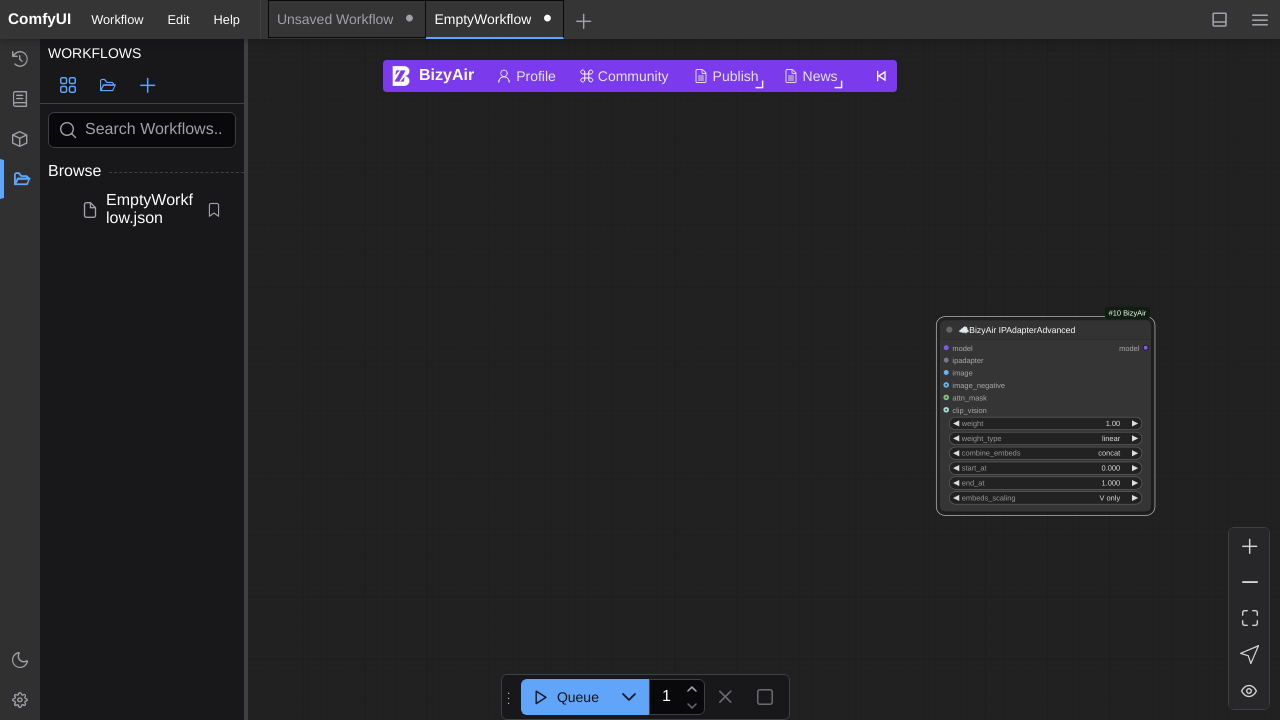 ComfyUI
Workflow
Edit
Help
Unsaved Workflow
EmptyWorkflow
WORKFLOWS
Search Workflows..
Browse
EmptyWorkf
low.json
BizyAir
Profile
Community
Publish
News
#10 BizyAir
BizyAir IPAdapterAdvanced
model
model
ipadapter
image
image_negative
attn_mask
clip_vision
weight 1.00
weight_type linear
combine_embeds concat
start_at 0.000
end_at 1.000
embeds_scaling V only
Queue
1